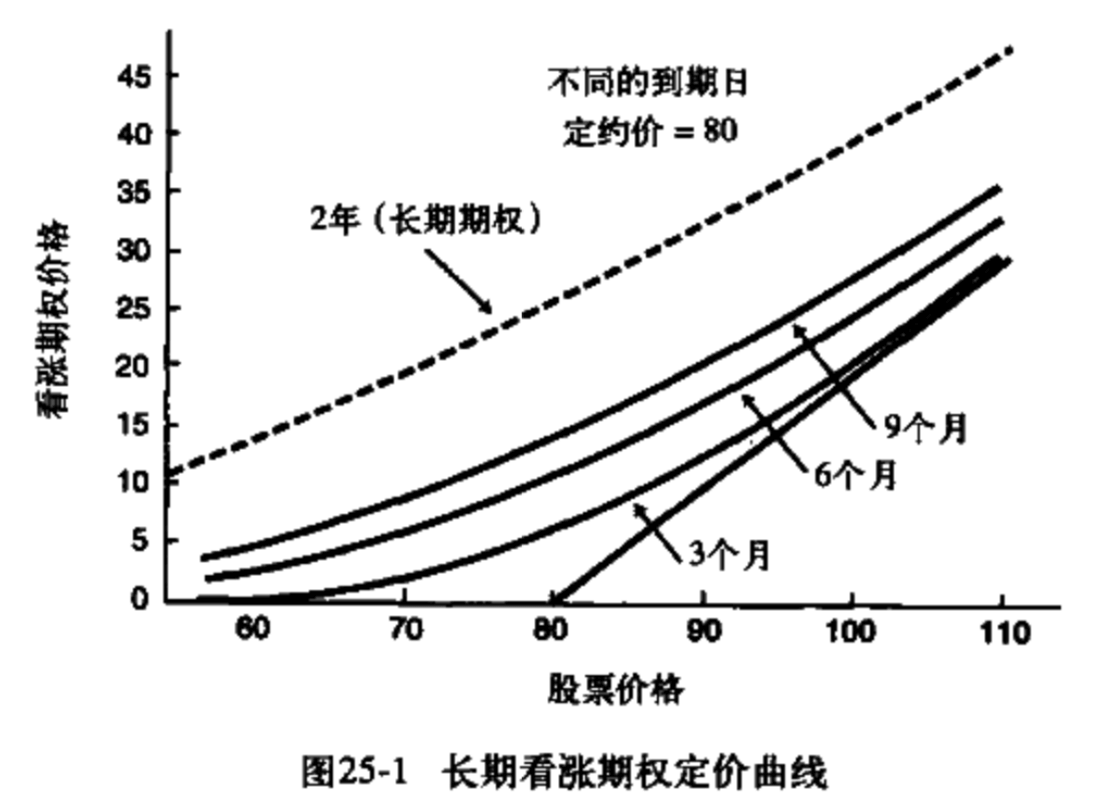 不同的到期日
定约价 = 80
2年（长期期权）
看涨期权价格
45
40
35
30
25
20
15
10
5
0
9个月
6个月
3个月
60 70 80 90 100 110
股票价格
图25-1 长期看涨期权定价曲线